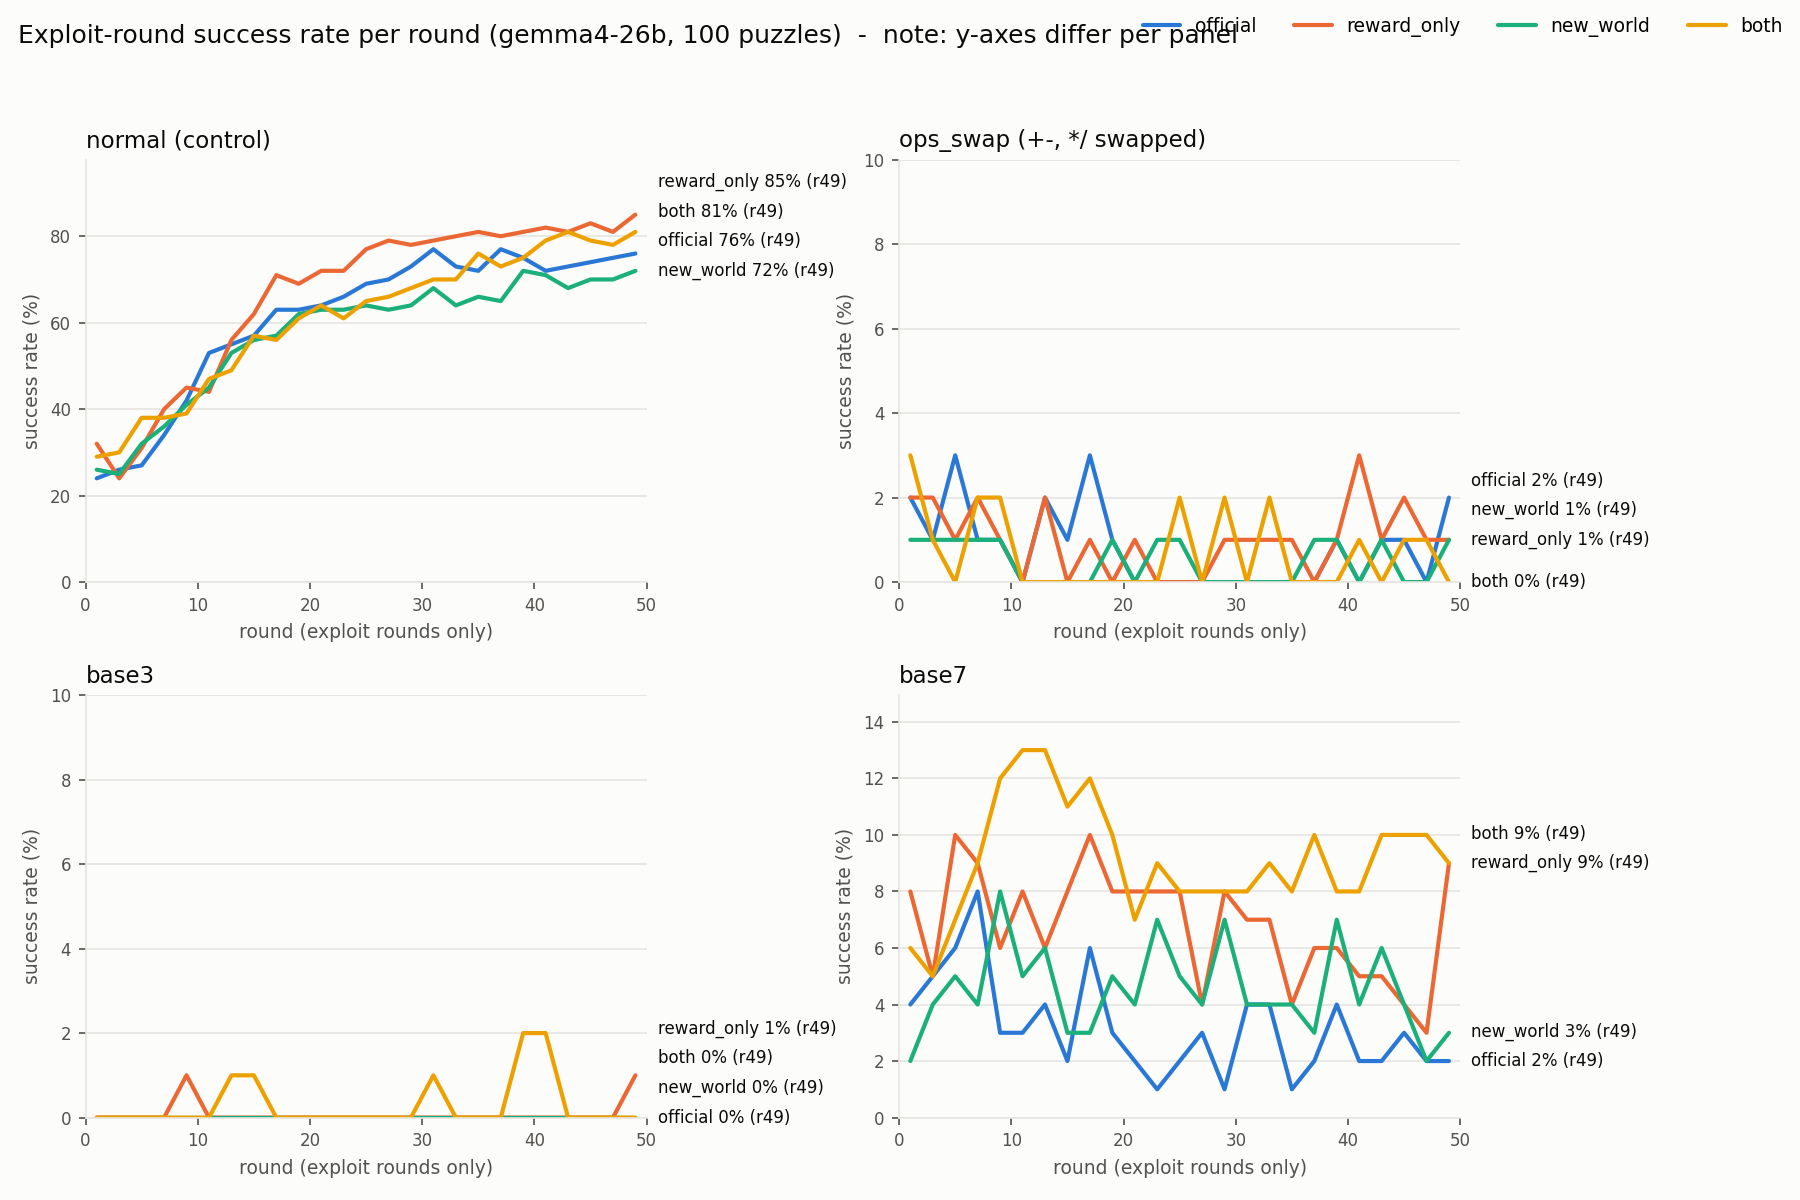 Exploit-round success rate per round (gemma4-26b, 100 puzzles)  -  note: y-axes differ per panel
official
reward_only
new_world
both
normal (control)
80
60
40
20
0
0 10 20 30 40 50
success rate (%)
round (exploit rounds only)
reward_only 85% (r49)
both 81% (r49)
official 76% (r49)
new_world 72% (r49)
ops_swap (+-, */ swapped)
10
8
6
4
2
0
0 10 20 30 40 50
success rate (%)
round (exploit rounds only)
official 2% (r49)
new_world 1% (r49)
reward_only 1% (r49)
both 0% (r49)
base3
10
8
6
4
2
0
0 10 20 30 40 50
success rate (%)
round (exploit rounds only)
reward_only 1% (r49)
both 0% (r49)
new_world 0% (r49)
official 0% (r49)
base7
14
12
10
8
6
4
2
0
0 10 20 30 40 50
success rate (%)
round (exploit rounds only)
both 9% (r49)
reward_only 9% (r49)
new_world 3% (r49)
official 2% (r49)